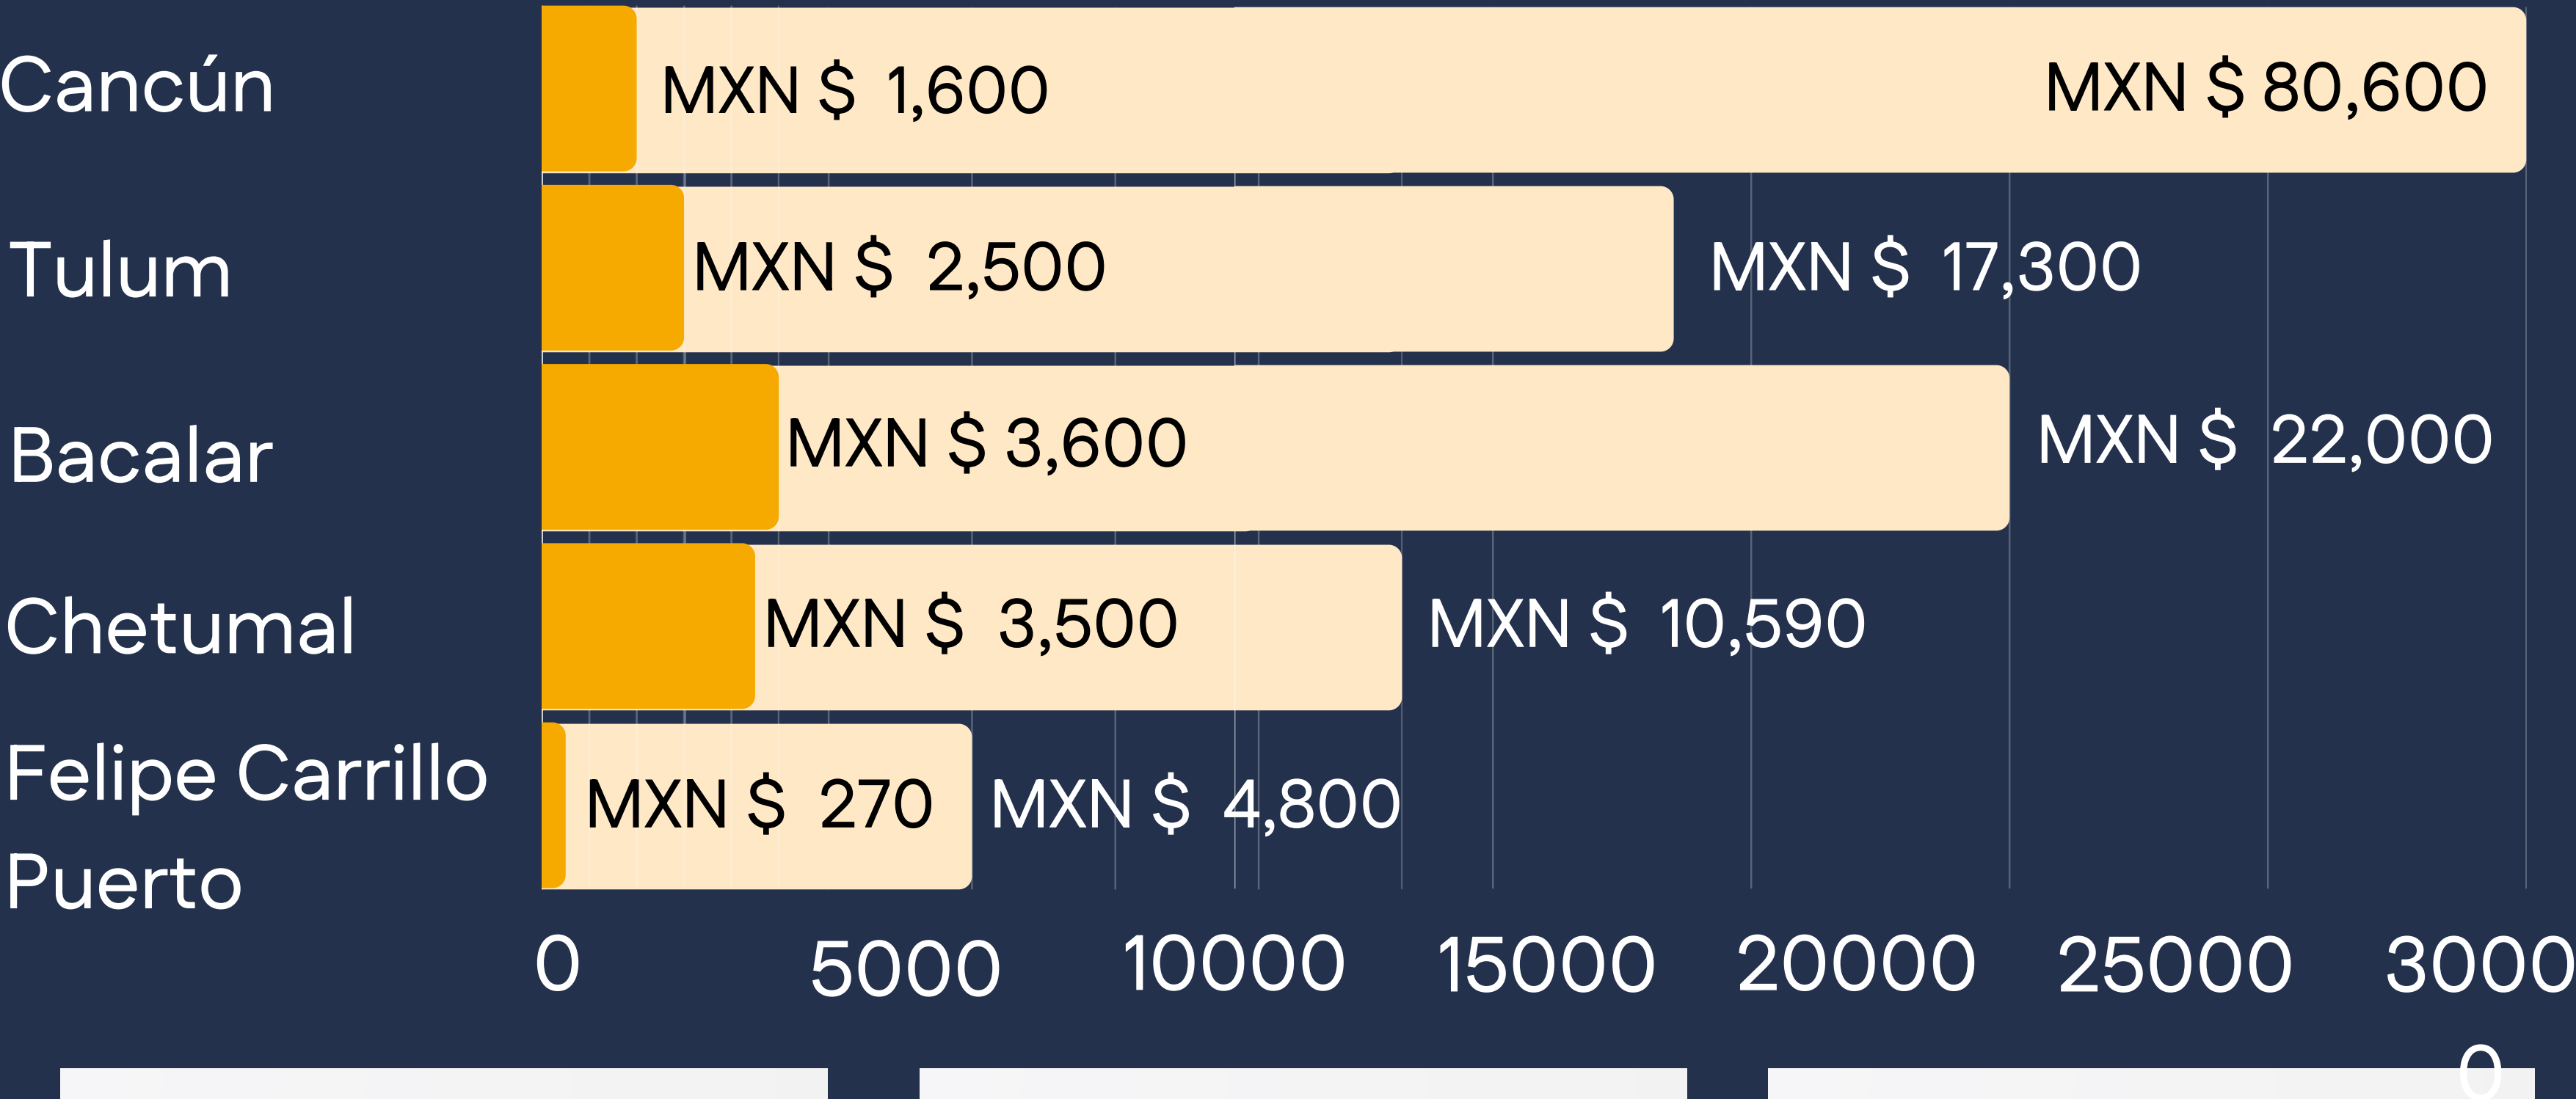 Cancún
MXN $ 1,600
MXN $ 80,600
Tulum
MXN $ 2,500
MXN $ 17,300
Bacalar
MXN $ 3,600
MXN $ 22,000
Chetumal
MXN $ 3,500
MXN $ 10,590
Felipe Carrillo
Puerto
MXN $ 270
MXN $ 4,800
0 5000 10000 15000 20000 25000 3000
0